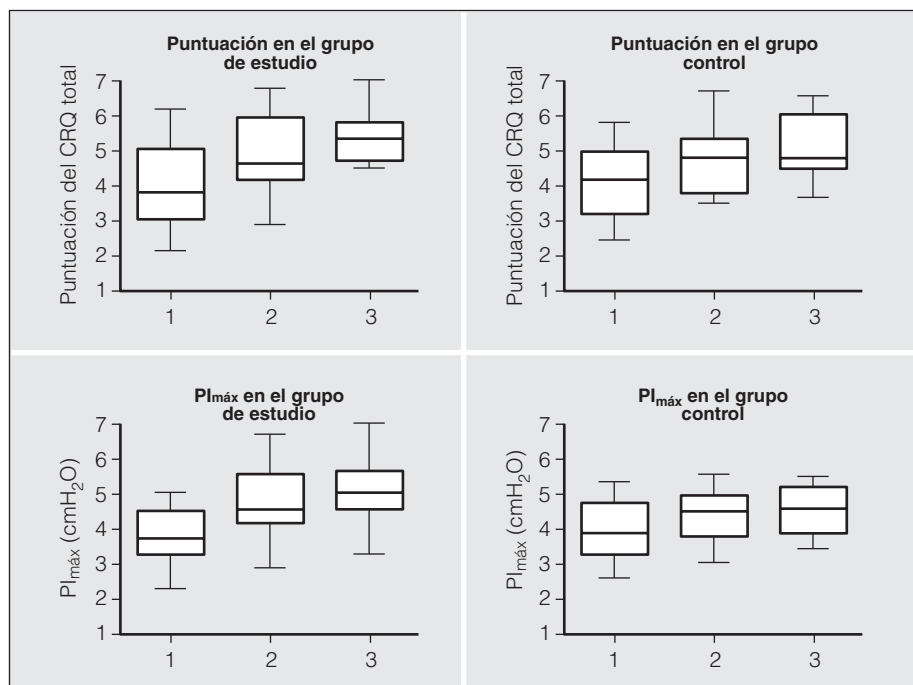 Puntuación en el grupo
de estudio
Puntuación del CRQ total
7
6
5
4
3
2
1
1 2 3
Puntuación en el grupo
control
Puntuación del CRQ total
7
6
5
4
3
2
1
1 2 3
PImáx en el grupo
de estudio
PImáx (cmH2O)
7
6
5
4
3
2
1
1 2 3
PImáx en el grupo
control
PImáx (cmH2O)
7
6
5
4
3
2
1
1 2 3